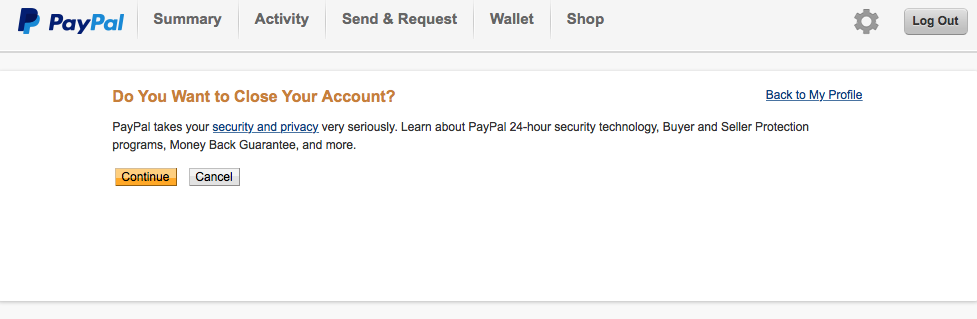 PayPal Summary Activity Send & Request Wallet Shop Log Out
Do You Want to Close Your Account? Back to My Profile
PayPal takes your security and privacy very seriously. Learn about PayPal 24-hour security technology, Buyer and Seller Protection
programs, Money Back Guarantee, and more.
Continue Cancel